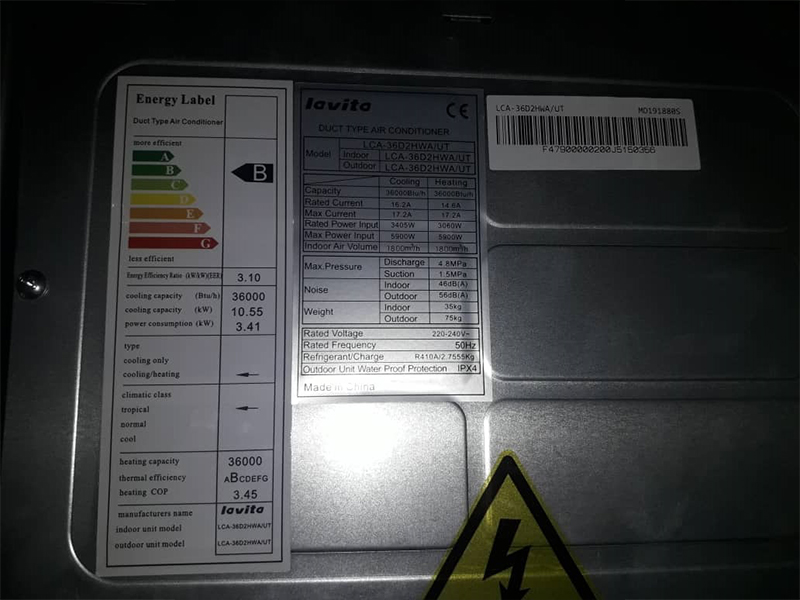 Energy Label
Duct Type Air Conditioner
more efficient
A
B
C
D
E
F
G
B
less efficient
Energy Efficiency Ratio (kW/kW)(EER) 3.10
cooling capacity (Btu/h) 36000
cooling capacity (kW) 10.55
power consumption (kW) 3.41
type
cooling only
cooling/heating
climatic class
tropical
normal
cool
heating capacity 36000
thermal efficiency ABCDEFG
heating COP 3.45
manufacturers name lavita
indoor unit model LCA-36D2HWA/UT
outdoor unit model LCA-36D2HWA/UT
lavita CE
DUCT TYPE AIR CONDITIONER
Model LCA-36D2HWA/UT
Indoor LCA-36D2HWA/UT
Outdoor LCA-36D2HWA/UT
Cooling Heating
Capacity 36000Btu/h 36000Btu/h
Rated Current 16.2A 14.6A
Max Current 17.2A 17.2A
Rated Power Input 3405W 3060W
Max Power Input 5900W 5900W
Indoor Air Volume 1800m³/h 1800m³/h
Max.Pressure Discharge 4.8MPa
Suction 1.5MPa
Noise Indoor 46dB(A)
Outdoor 56dB(A)
Weight Indoor 35kg
Outdoor 75kg
Rated Voltage 220-240V~
Rated Frequency 50Hz
Refrigerant/Charge R410A/2.7555Kg
Outdoor Unit Water Proof Protection IPX4
Made in China
LCA-36D2HWA/UT MD191888S
F47900000200J5150366